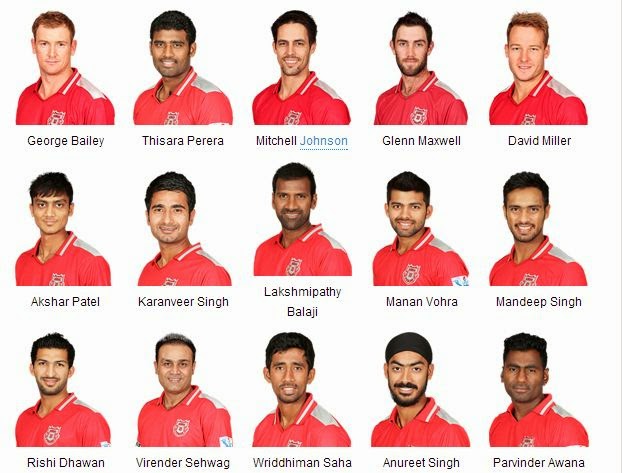 George Bailey
Thisara Perera
Mitchell Johnson
Glenn Maxwell
David Miller
Akshar Patel
Karanveer Singh
Lakshmipathy
Balaji
Manan Vohra
Mandeep Singh
Rishi Dhawan
Virender Sehwag
Wriddhiman Saha
Anureet Singh
Parvinder Awana